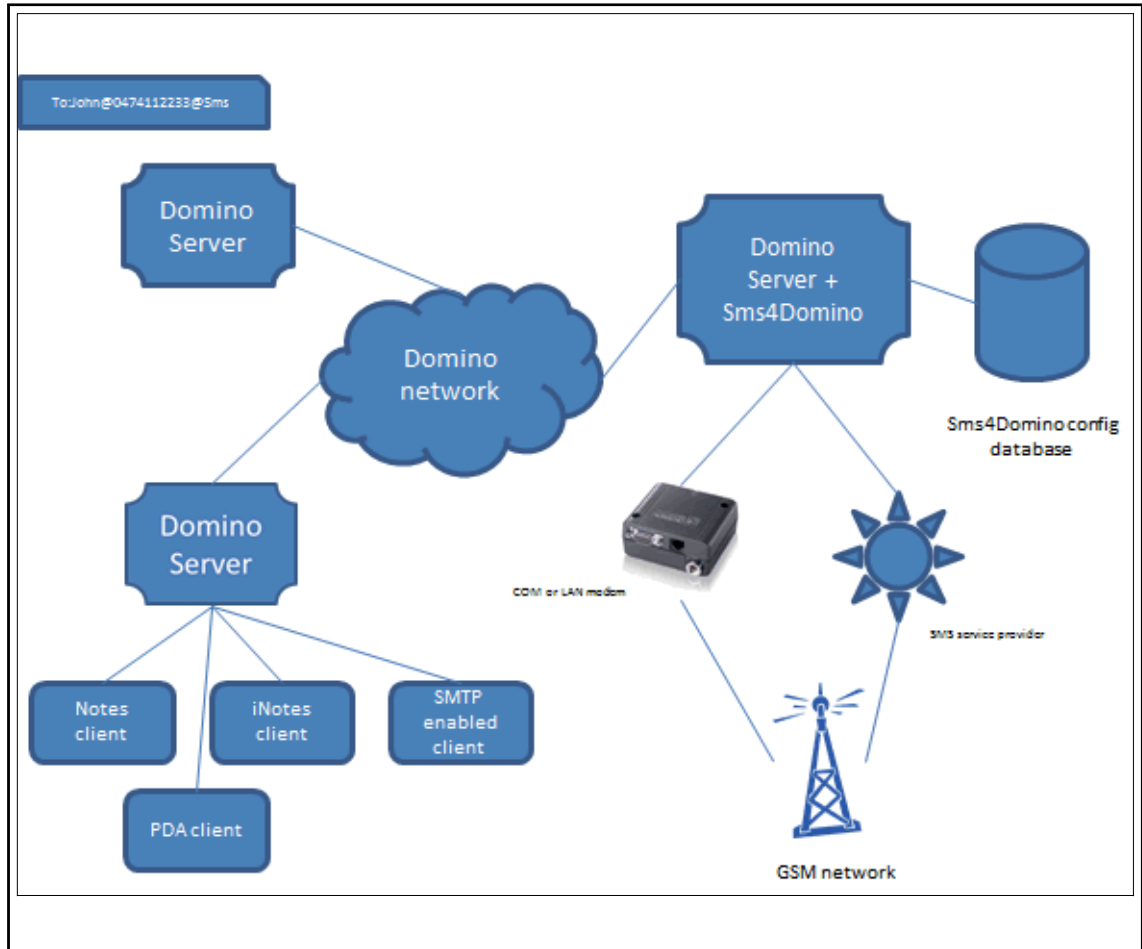 To:John@0474112233@Sms
Domino
Server
Domino
Server +
Sms4Domino
Domino
network
Sms4Domino config
database
Domino
Server
COM or LAN modem
SMS service provider
Notes
client
iNotes
client
SMTP
enabled
client
PDA client
GSM network